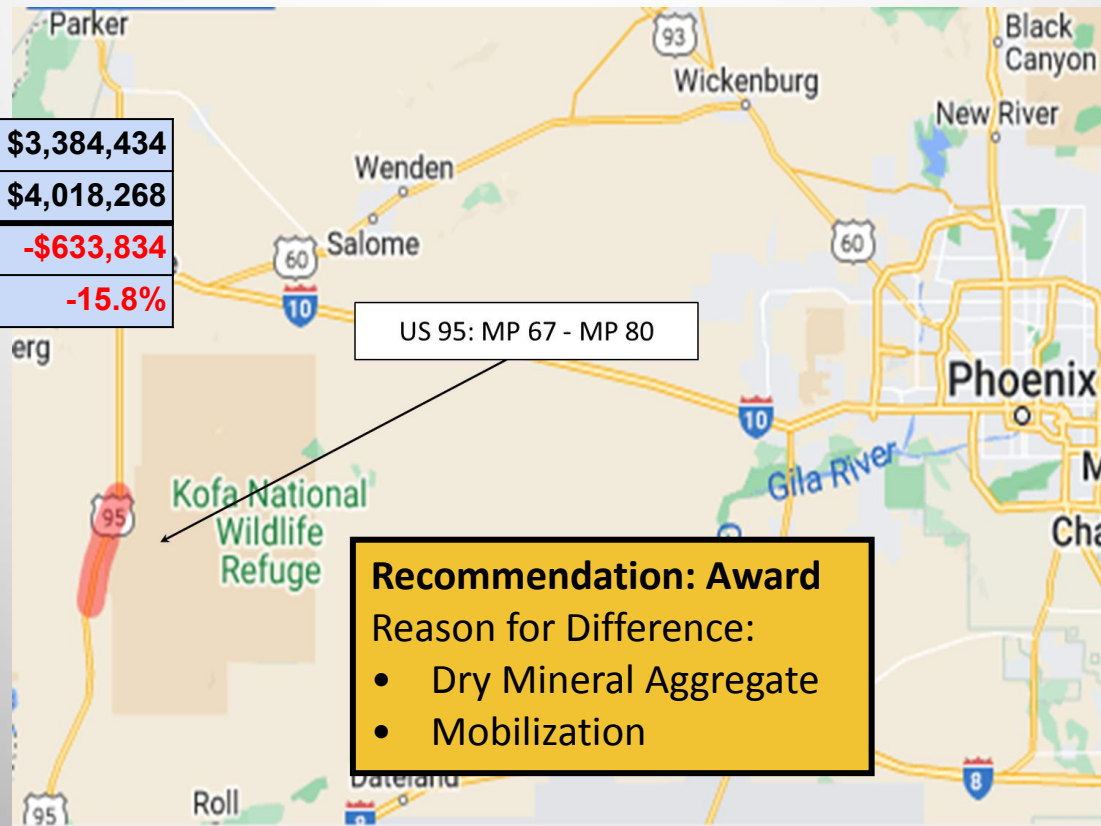 Parker
93
Black
Canyon
Wickenburg
New River
$3,384,434
$4,018,268
-$633,834
-15.8%
Wenden
Salome
60
60
10
erg
US 95: MP 67 - MP 80
Phoenix
10
Gila River
M
Cha
95
Kofa National
Wildlife
Refuge
Recommendation: Award
Reason for Difference:
• Dry Mineral Aggregate
• Mobilization
Dateland
8
8
Roll
95